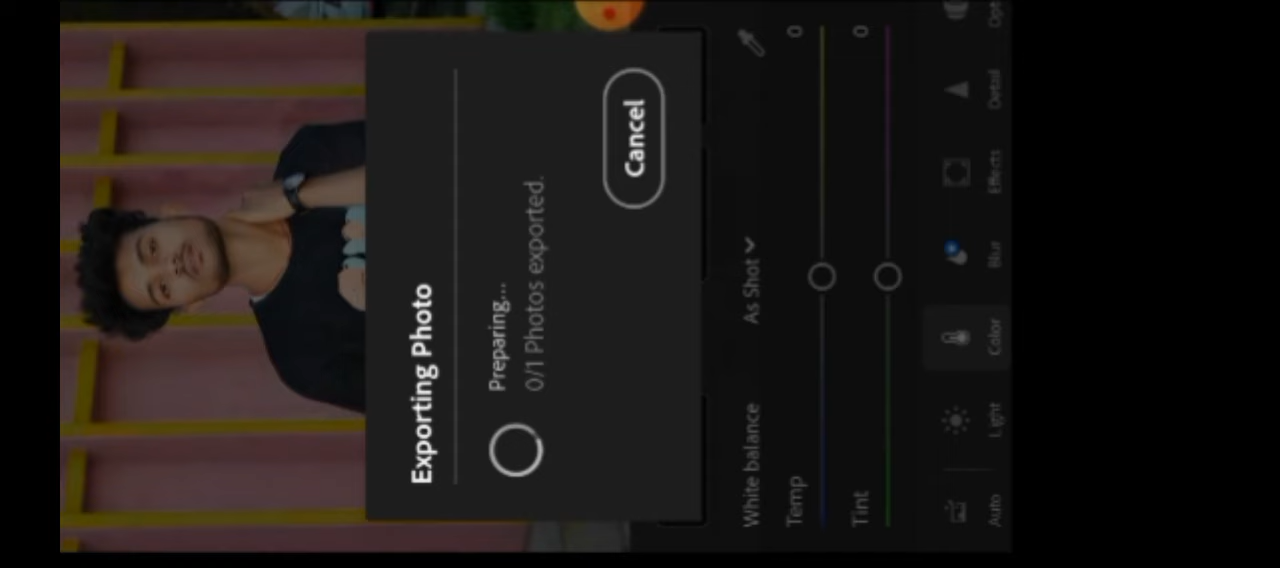 Exporting Photo
Preparing...
0/1 Photos exported.
Cancel
White balance
As Shot
Temp
0
Tint
0
Auto
Light
Color
Blur
Effects
Detail
Opt